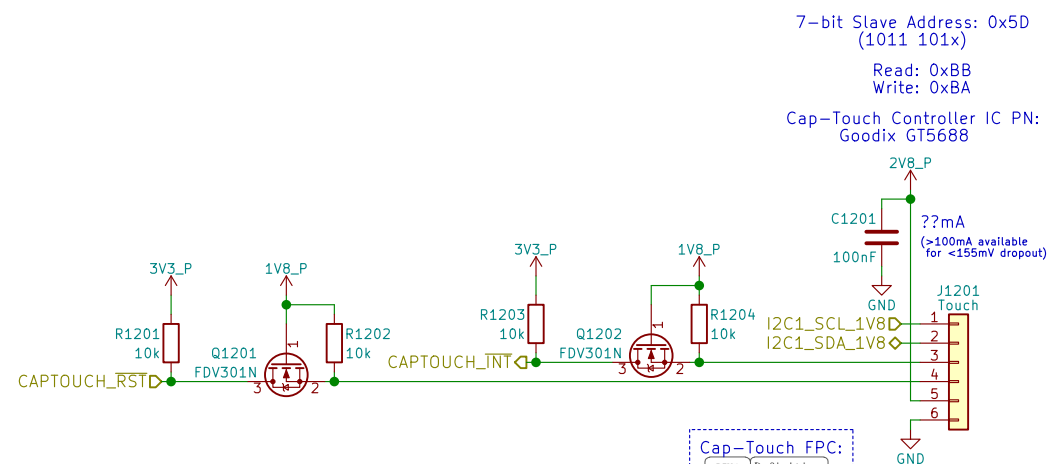 7-bit Slave Address: 0x5D
(1011 101x)
Read: 0xBB
Write: 0xBA
Cap-Touch Controller IC PN:
Goodix GT5688
2V8_P
C1201
100nF
GND
??mA
(>100mA available
for <155mV dropout)
3V3_P
1V8_P
R1201
10k
R1202
10k
Q1201
FDV301N
1
3
2
CAPTOUCH_RST
3V3_P
1V8_P
R1203
10k
R1204
10k
Q1202
FDV301N
1
3
2
CAPTOUCH_INT
J1201
Touch
I2C1_SCL_1V8
I2C1_SDA_1V8
1
2
3
4
5
6
GND
Cap-Touch FPC: